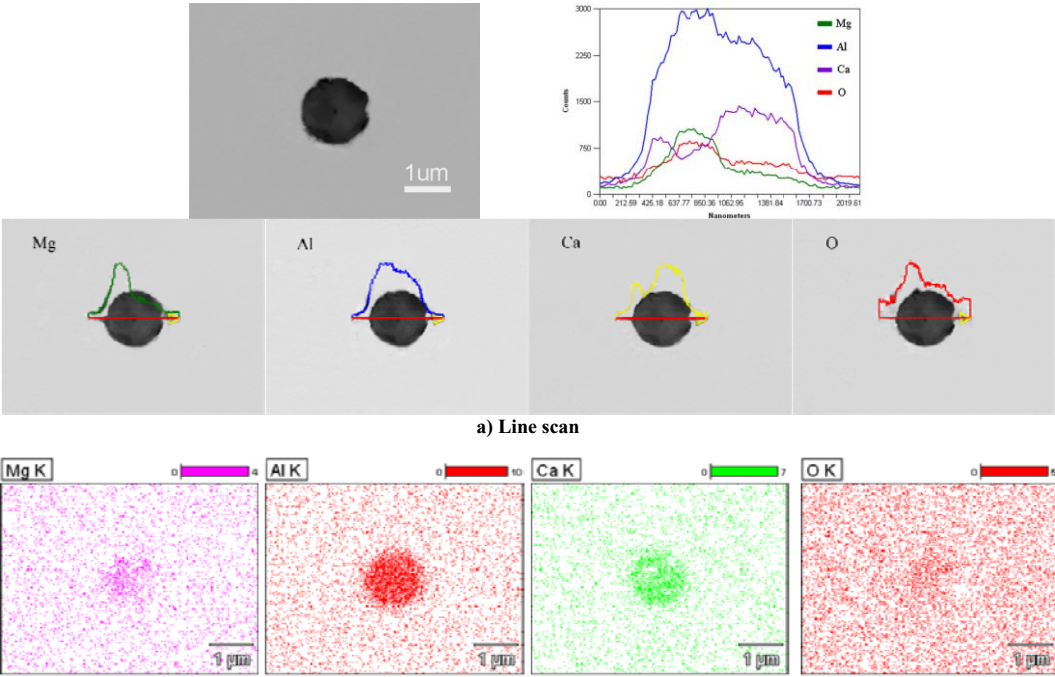 1um
3000
2250
1500
750
0
Counts
0.00 212.59 425.18 637.77 850.36 1062.95 1381.84 1700.73 2019.61
Nanometers
Mg
Al
Ca
O
Mg
Al
Ca
O
a) Line scan
Mg K 0 4
Al K 0 10
Ca K 0 7
O K 0 5
1 µm
1 µm
1 µm
1 µm